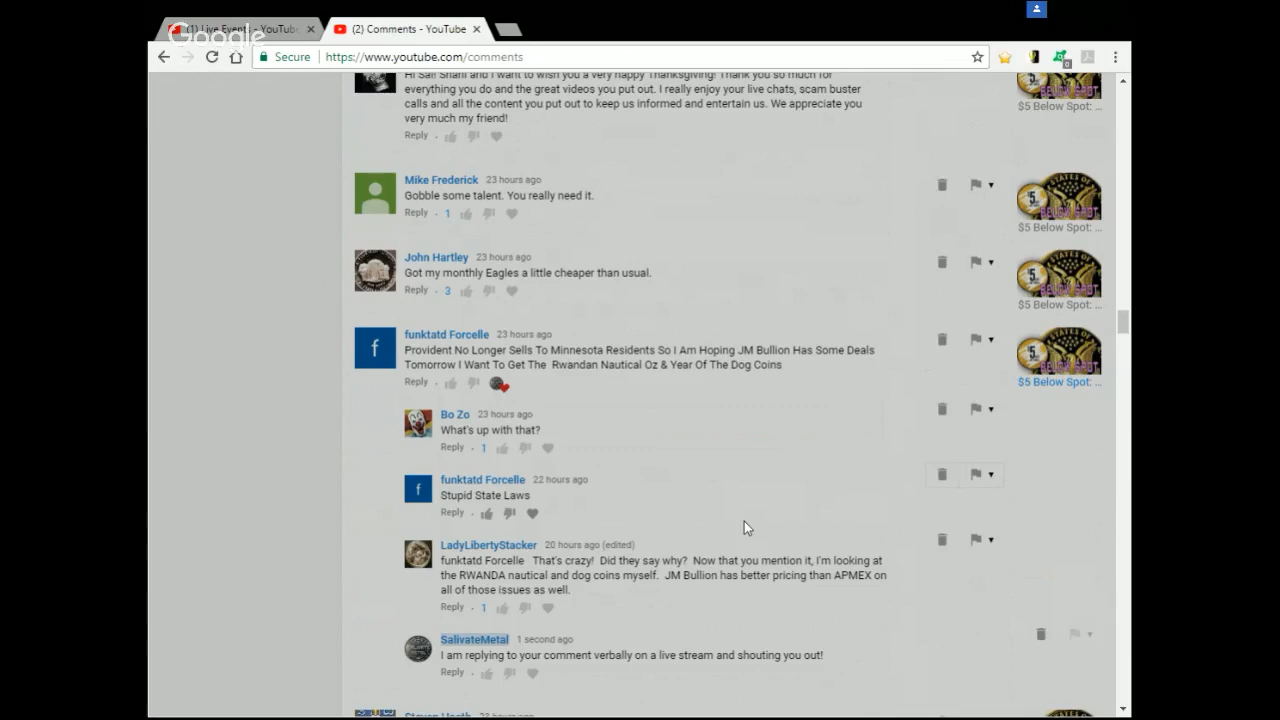 (1) Live Events - YouTube
(2) Comments - YouTube
Google
Secure
https://www.youtube.com/comments
Hi Sal! Shani and I want to wish you a very happy Thanksgiving! Thank you so much for
everything you do and the great videos you put out. I really enjoy your live chats, scam buster
calls and all the content you put out to keep us informed and entertain us. We appreciate you
very much my friend!
$5 Below Spot: ...
Reply
Mike Frederick 23 hours ago
Gobble some talent. You really need it.
Reply 1
$5 Below Spot: ...
John Hartley 23 hours ago
Got my monthly Eagles a little cheaper than usual.
Reply 3
$5 Below Spot: ...
funktatd Forcelle 23 hours ago
Provident No Longer Sells To Minnesota Residents So I Am Hoping JM Bullion Has Some Deals
Tomorrow I Want To Get The Rwandan Nautical Oz & Year Of The Dog Coins
Reply
$5 Below Spot: ...
Bo Zo 23 hours ago
What's up with that?
Reply 1
funktatd Forcelle 22 hours ago
Stupid State Laws
Reply
LadyLibertyStacker 20 hours ago (edited)
funktatd Forcelle That's crazy! Did they say why? Now that you mention it, I'm looking at
the RWANDA nautical and dog coins myself. JM Bullion has better pricing than APMEX on
all of those issues as well.
Reply 1
SalivateMetal 1 second ago
I am replying to your comment verbally on a live stream and shouting you out!
Reply